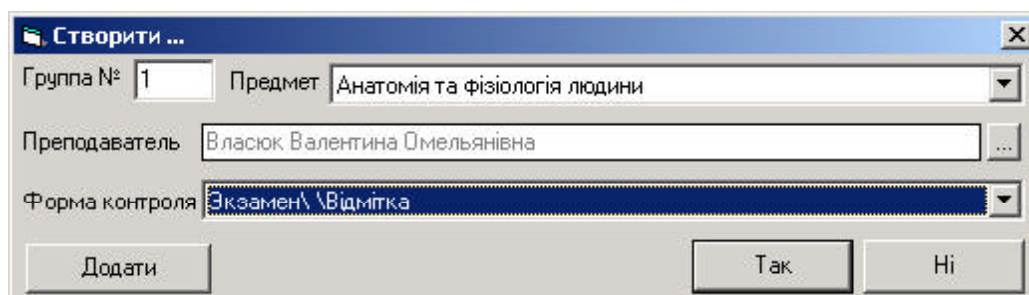 Створити ...
Группа № 1 Предмет Анатомія та фізіологія людини
Преподаватель Власюк Валентина Омельянівна ...
Форма контроля Экзамен\ \Відмітка
Додати Так Ні